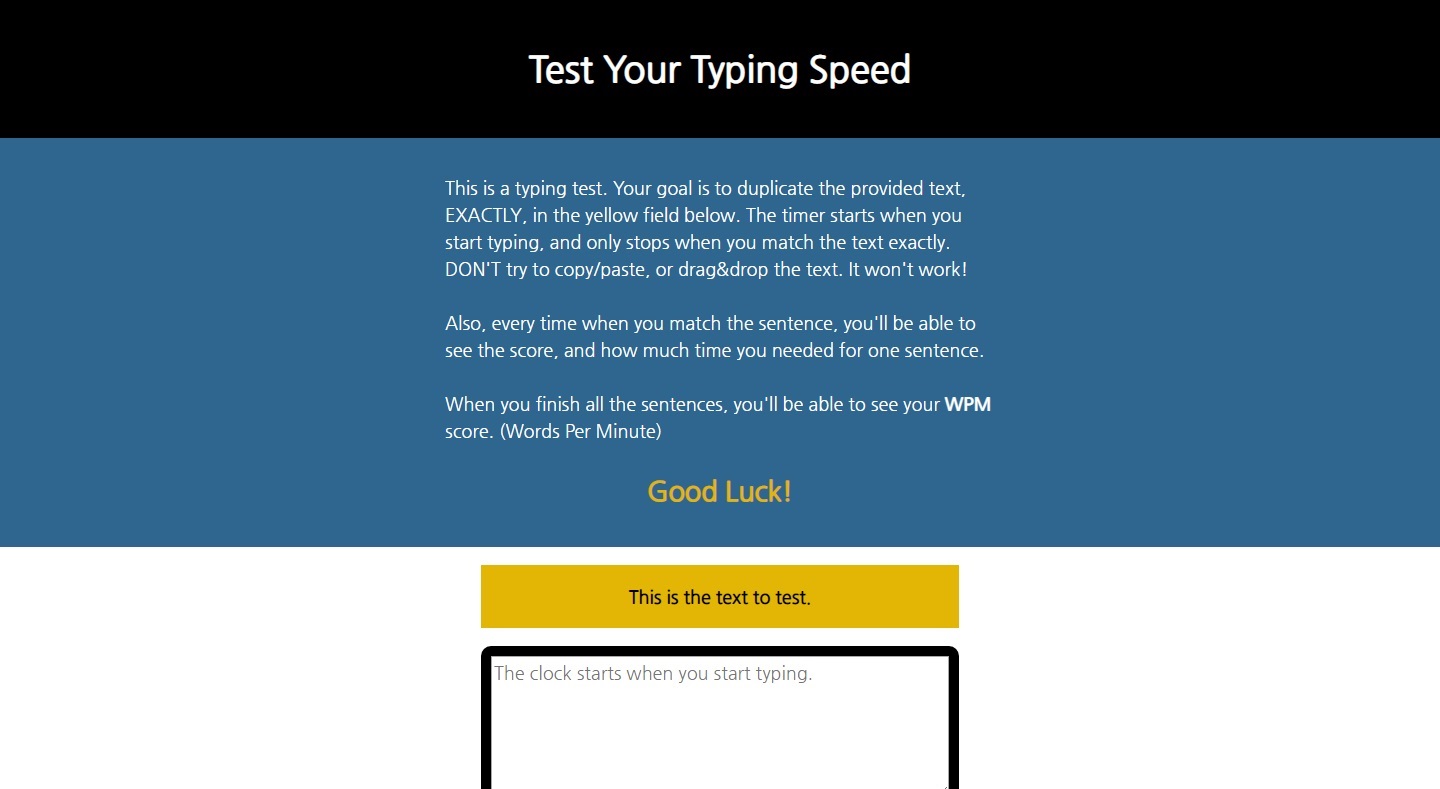 Test Your Typing Speed
This is a typing test. Your goal is to duplicate the provided text,
EXACTLY, in the yellow field below. The timer starts when you
start typing, and only stops when you match the text exactly.
DON'T try to copy/paste, or drag&drop the text. It won't work!
Also, every time when you match the sentence, you'll be able to
see the score, and how much time you needed for one sentence.
When you finish all the sentences, you'll be able to see your WPM
score. (Words Per Minute)
Good Luck!
This is the text to test.
The clock starts when you start typing.